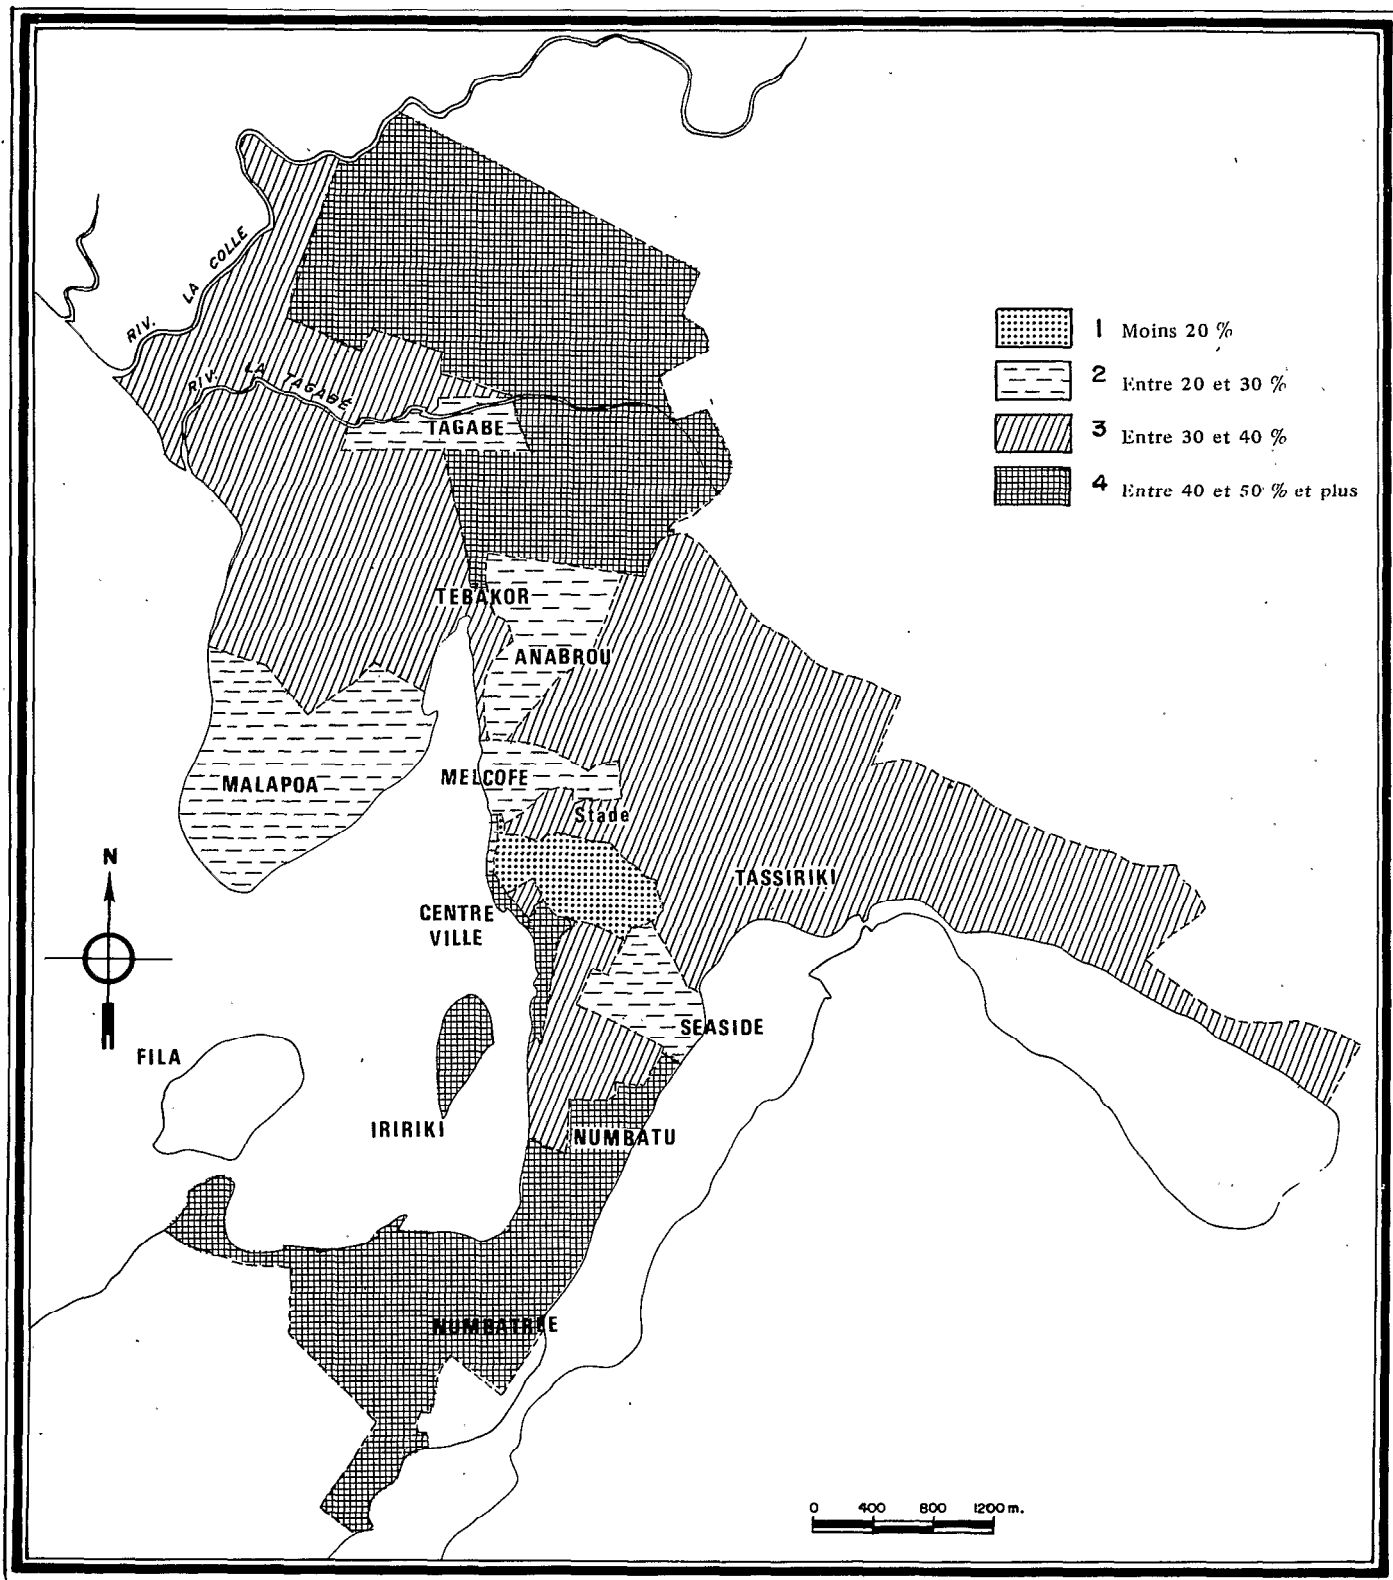 RIV. LA COLLE
RIV. LA TAGABÉ
TAGABE
1 Moins 20 %
2 Entre 20 et 30 %
3 Entre 30 et 40 %
4 Entre 40 et 50 % et plus
TEBAKOR
ANABROU
MALAPOA
MELCOFE
Stade
TASSIRIKI
N
CENTRE
VILLE
SEASIDE
FILA
IRIRIKI
NUMBATU
NUMBATREE
0 400 800 1200 m.